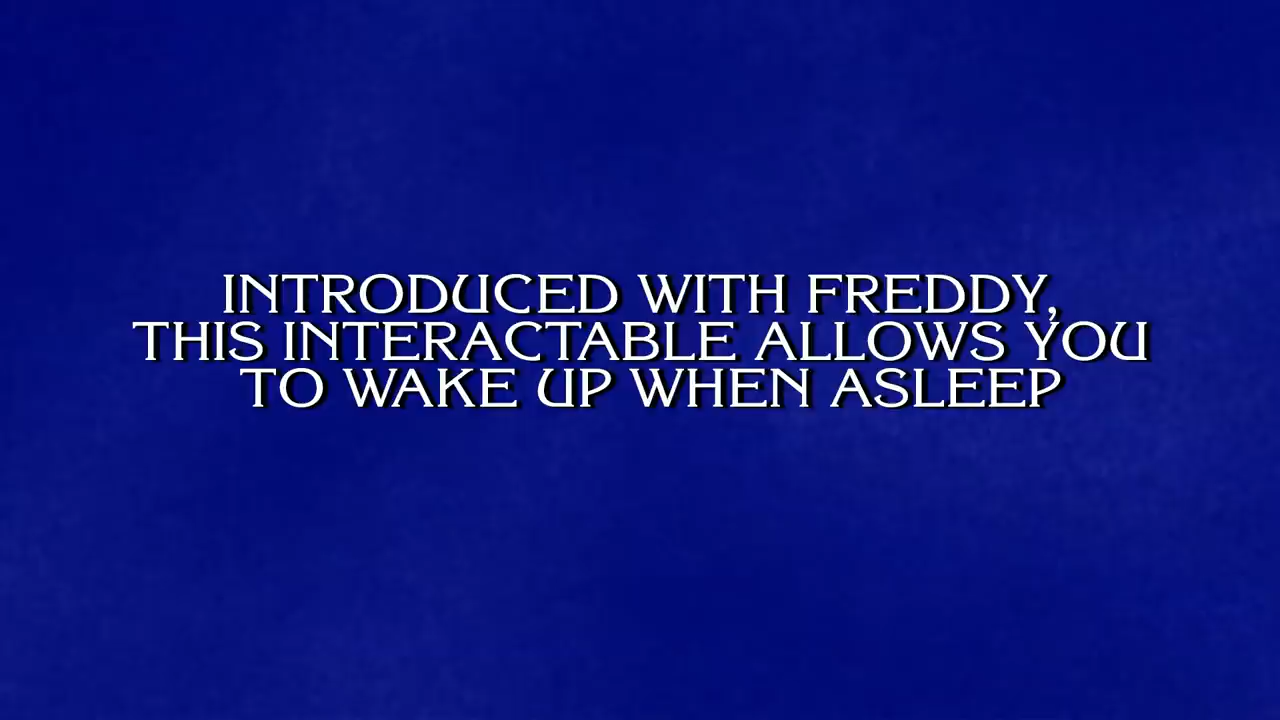 INTRODUCED WITH FREDDY,
THIS INTERACTABLE ALLOWS YOU
TO WAKE UP WHEN ASLEEP